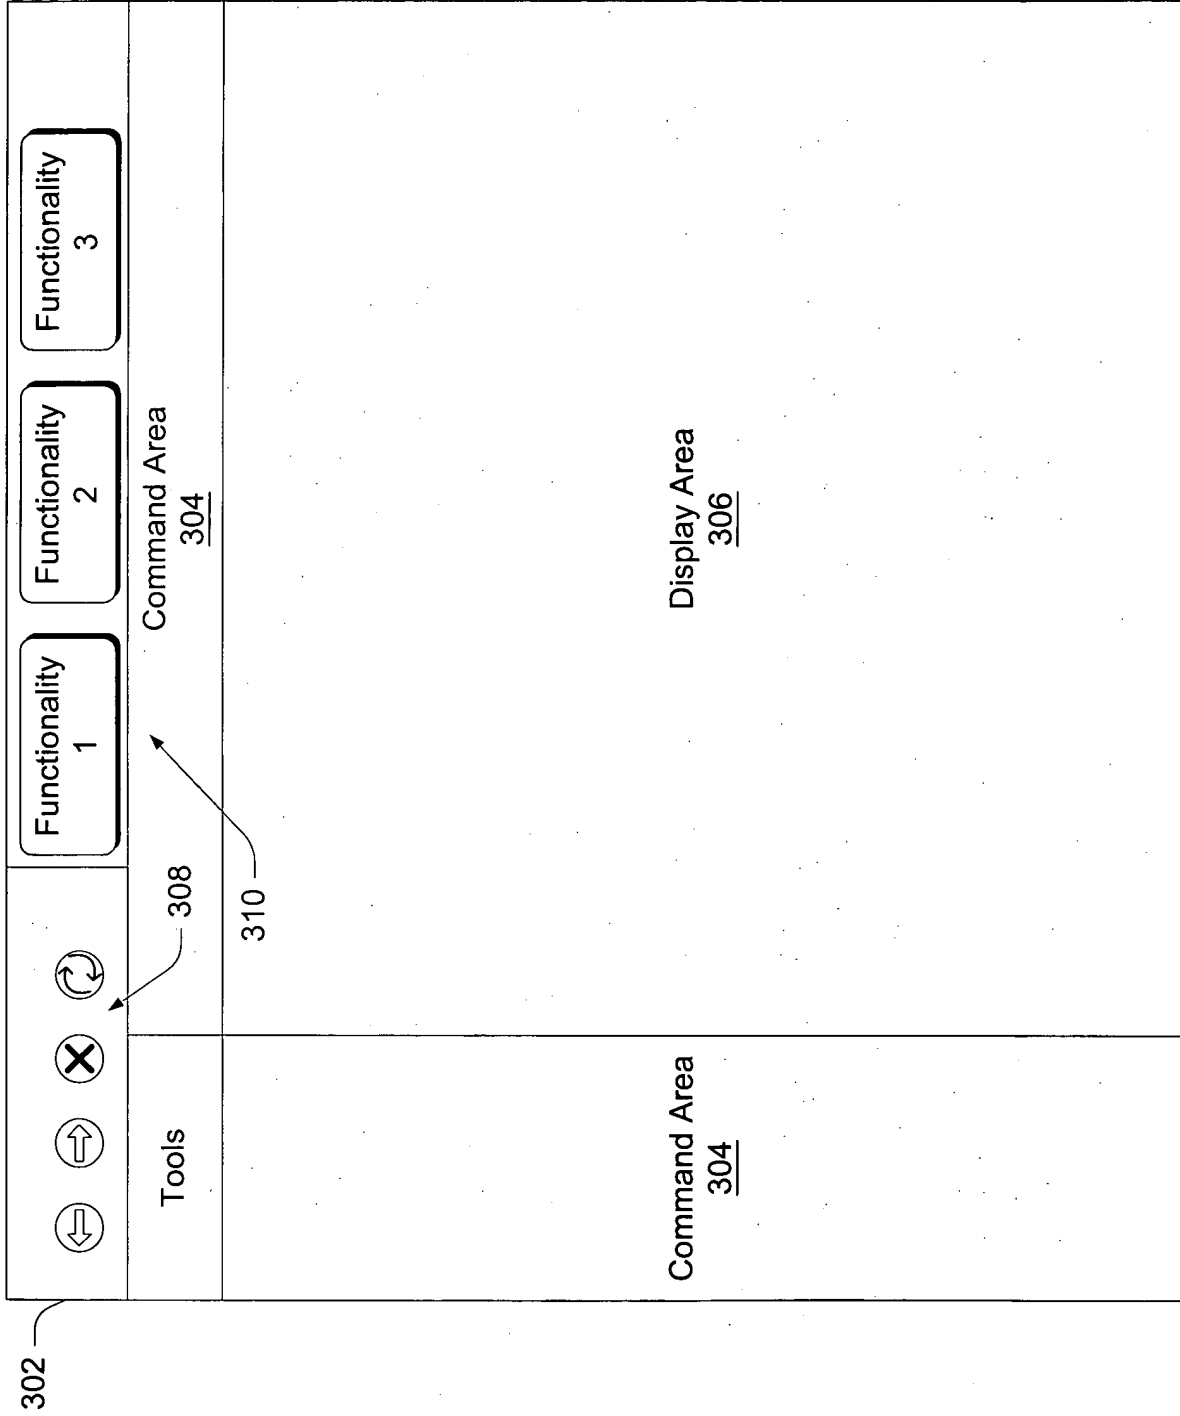 302
308
Functionality
1
Functionality
2
Functionality
3
Tools
310
Command Area
304
Command Area
304
Display Area
306